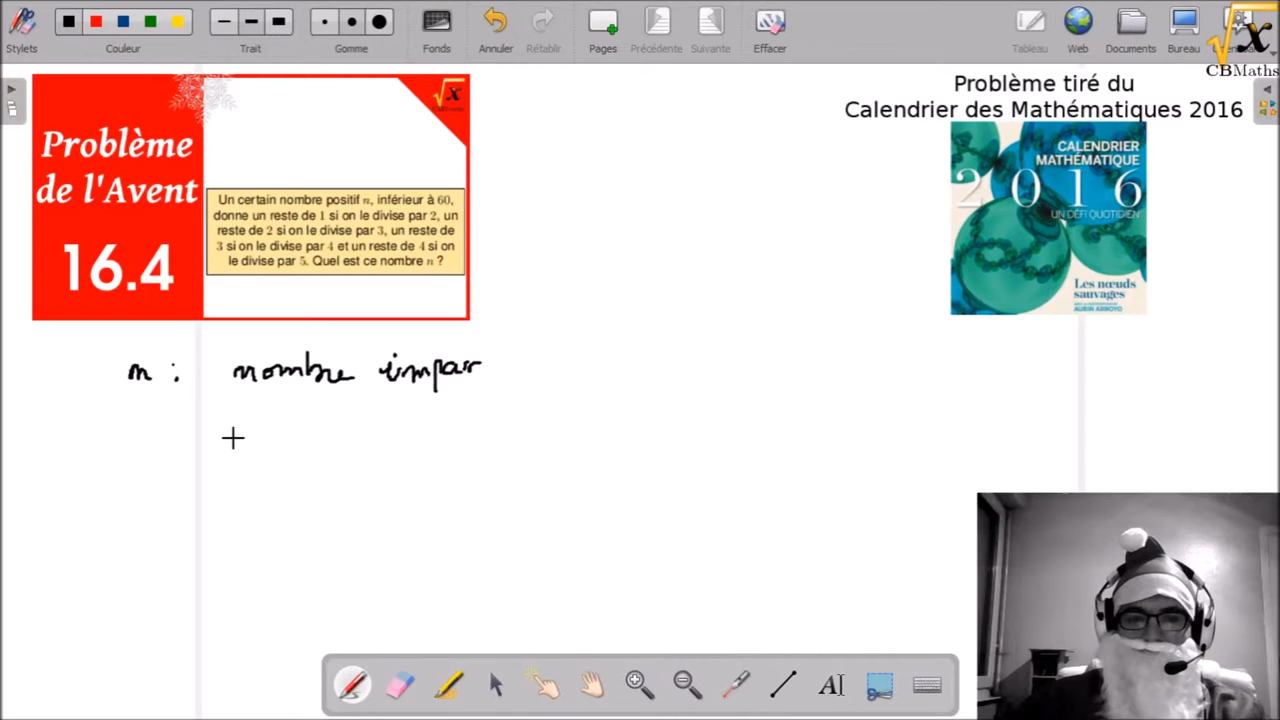 Stylets
Couleur
Trait
Gomme
Fonds
Annuler
Rétablir
Pages
Précédente
Suivante
Effacer
Tableau
Web
Documents
Bureau
x
CBMaths
Problème
de l'Avent
16.4
Un certain nombre positif n, inférieur à 60,
donne un reste de 1 si on le divise par 2, un
reste de 2 si on le divise par 3, un reste de
3 si on le divise par 4 et un reste de 4 si on
le divise par 5. Quel est ce nombre n ?
Problème tiré du
Calendrier des Mathématiques 2016
CALENDRIER
MATHÉMATIQUE
2016
UN DÉFI QUOTIDIEN
Les nœuds
sauvages
AUBIN ARROYO
n : nombre impair